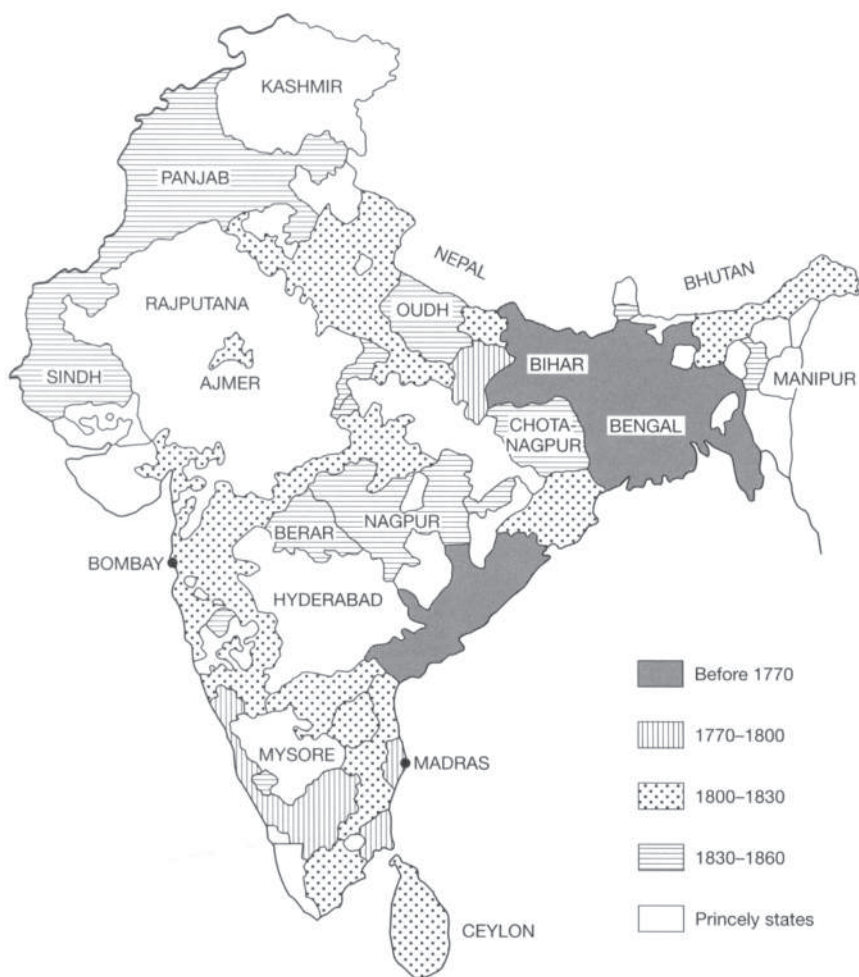 KASHMIR
PANJAB
NEPAL
BHUTAN
RAJPUTANA
OUDH
SINDH
AJMER
BIHAR
MANIPUR
CHOTA-
NAGPUR
BENGAL
NAGPUR
BERAR
BOMBAY
HYDERABAD
Before 1770
1770–1800
MYSORE
MADRAS
1800–1830
1830–1860
Princely states
CEYLON